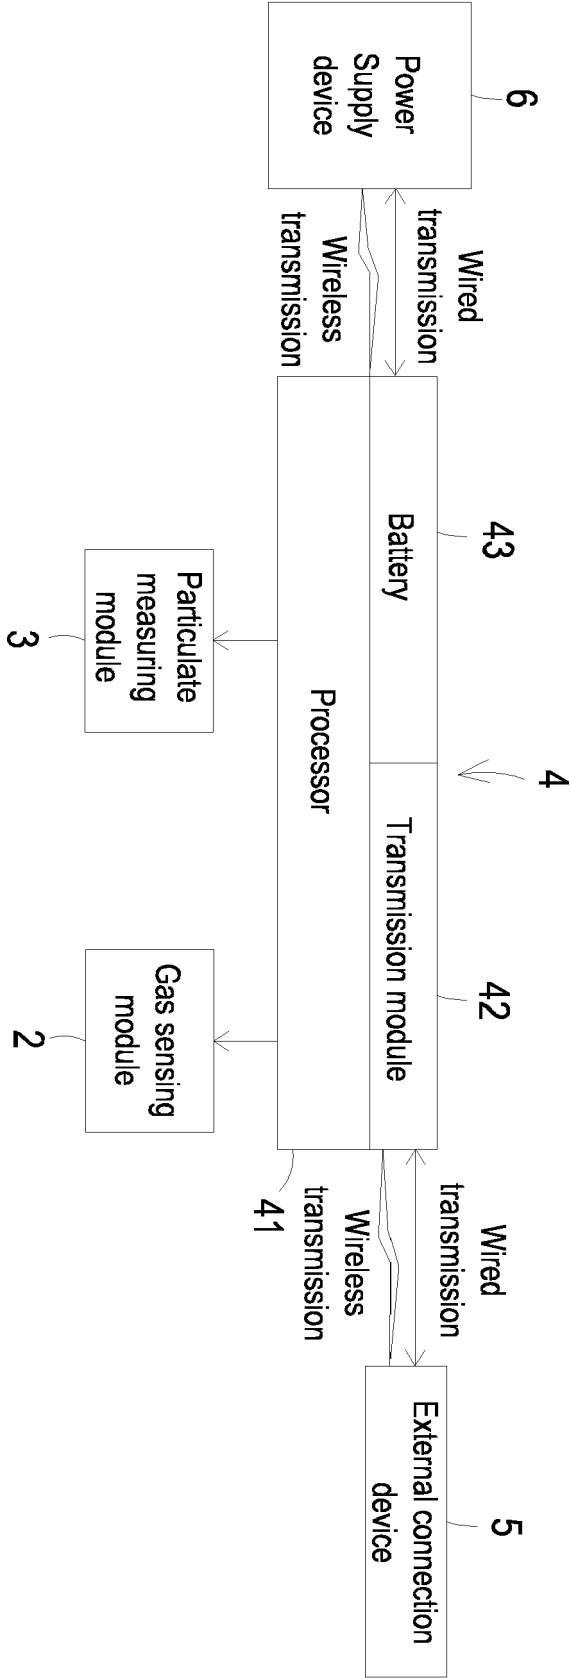 6
Power
Supply
device
Wired
transmission
Wireless
transmission
43
Battery
4
Transmission module
42
Processor
41
Particulate
measuring
module
3
Gas sensing
module
2
Wired
transmission
Wireless
transmission
External connection
device
5